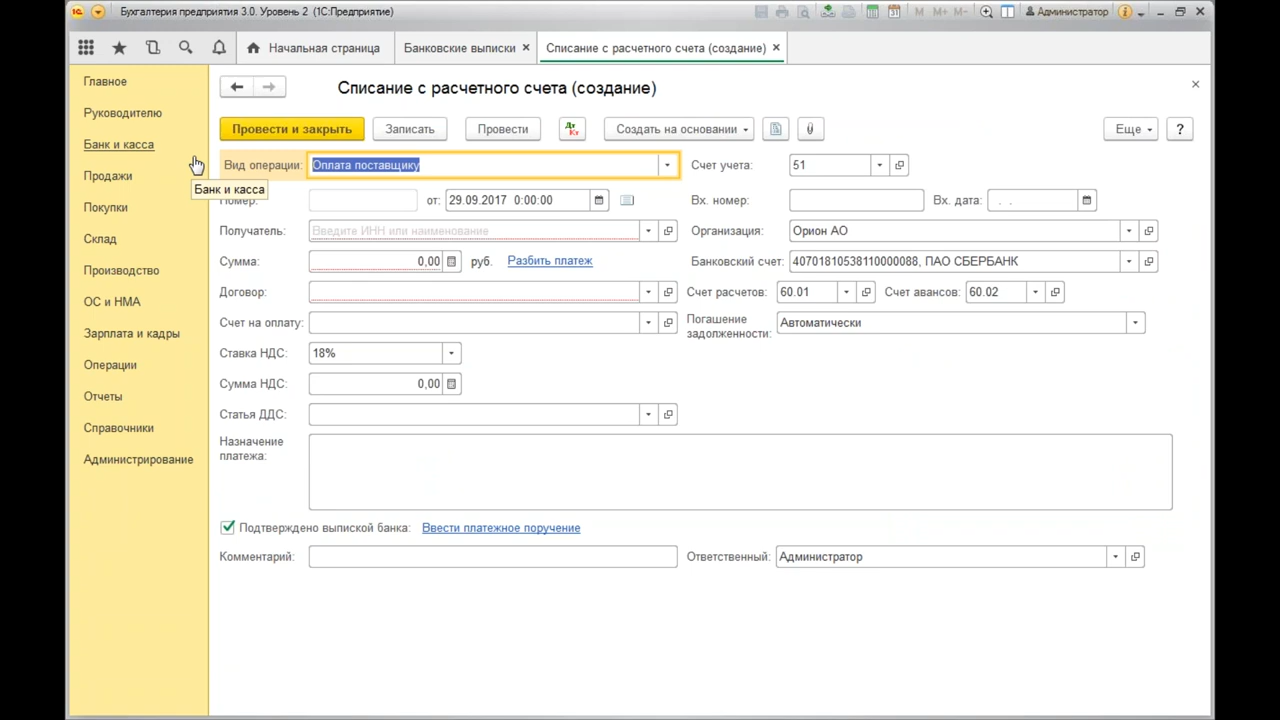 Бухгалтерия предприятия 3.0. Уровень 2 (1С:Предприятие)
M M+ M-
Администратор
Начальная страница
Банковские выписки
Списание с расчетного счета (создание)
Главное
Руководителю
Банк и касса
Продажи
Покупки
Склад
Производство
ОС и НМА
Зарплата и кадры
Операции
Отчеты
Справочники
Администрирование
Банк и касса
Списание с расчетного счета (создание)
Провести и закрыть
Записать
Провести
Дт Кт
Создать на основании
Еще
?
Вид операции: Оплата поставщику
Счет учета: 51
Номер: от: 29.09.2017 0:00:00
Вх. номер: Вх. дата: . .
Получатель: Введите ИНН или наименование
Организация: Орион АО
Сумма: 0,00 руб. Разбить платеж
Банковский счет: 40701810538110000088, ПАО СБЕРБАНК
Договор:
Счет расчетов: 60.01 Счет авансов: 60.02
Счет на оплату:
Погашение
задолженности: Автоматически
Ставка НДС: 18%
Сумма НДС: 0,00
Статья ДДС:
Назначение
платежа:
Подтверждено выпиской банка: Ввести платежное поручение
Комментарий:
Ответственный: Администратор